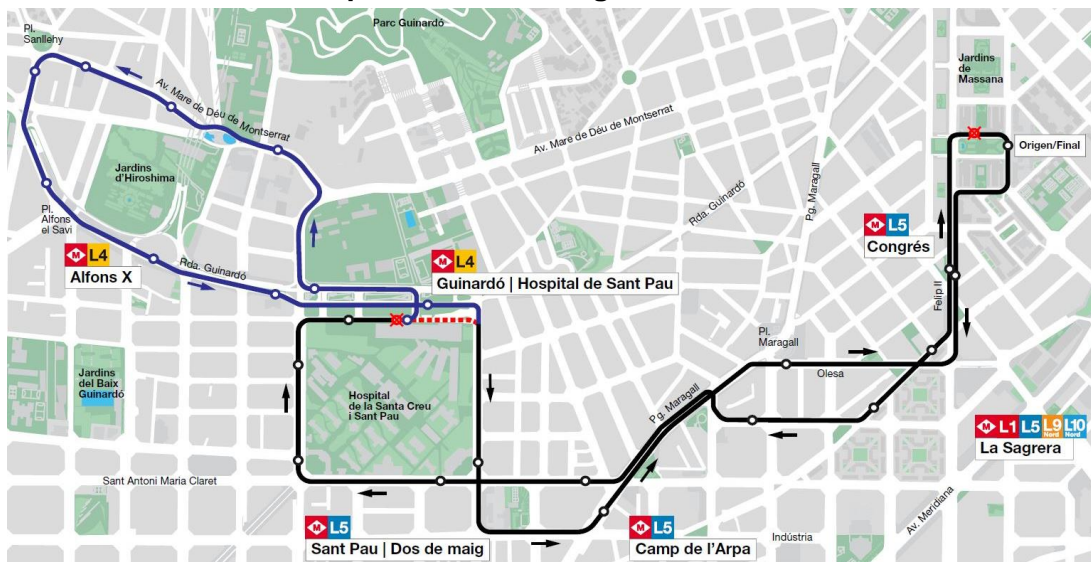 Parc Guinardó
Pl.
Sanllehy
Av. Mare de Déu de Montserrat
Jardins
de
Massana
Av. Mare de Déu de Montserrat
Origen/Final
Jardins
d'Hiroshima
Pg. Maragall
Rda. Guinardó
Pl.
Alfons
el Savi
M L5
Congrés
M L4
Alfons X
Rda. Guinardó
M L4
Guinardó | Hospital de Sant Pau
Felip II
Pl.
Maragall
Olesa
Jardins
del Baix
Guinardó
Hospital
de la Santa Creu
i Sant Pau
Pg. Maragall
M L1 L5 L9 Nord L10 Nord
La Sagrera
Sant Antoni Maria Claret
Av. Meridiana
M L5
Sant Pau | Dos de maig
M L5
Camp de l'Arpa
Indústria